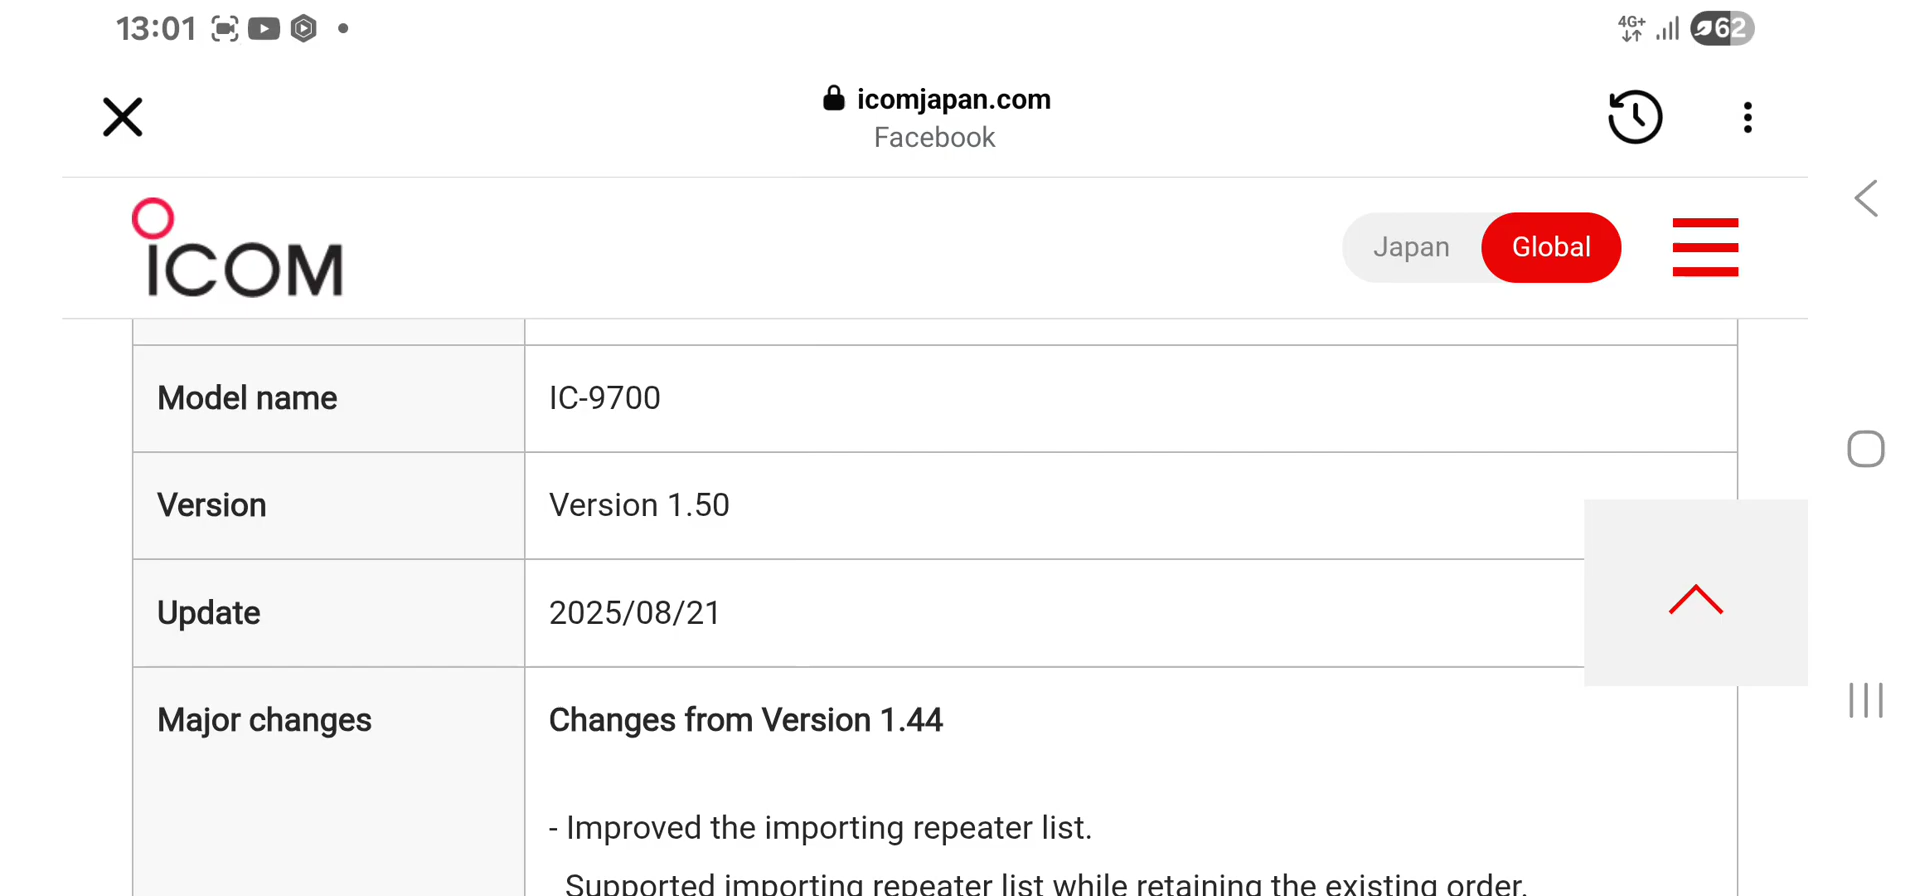 13:01
4G+
62
icomjapan.com
Facebook
ICOM
Japan
Global
Model name
IC-9700
Version
Version 1.50
Update
2025/08/21
Major changes
Changes from Version 1.44
- Improved the importing repeater list.
Supported importing repeater list while retaining the existing order.